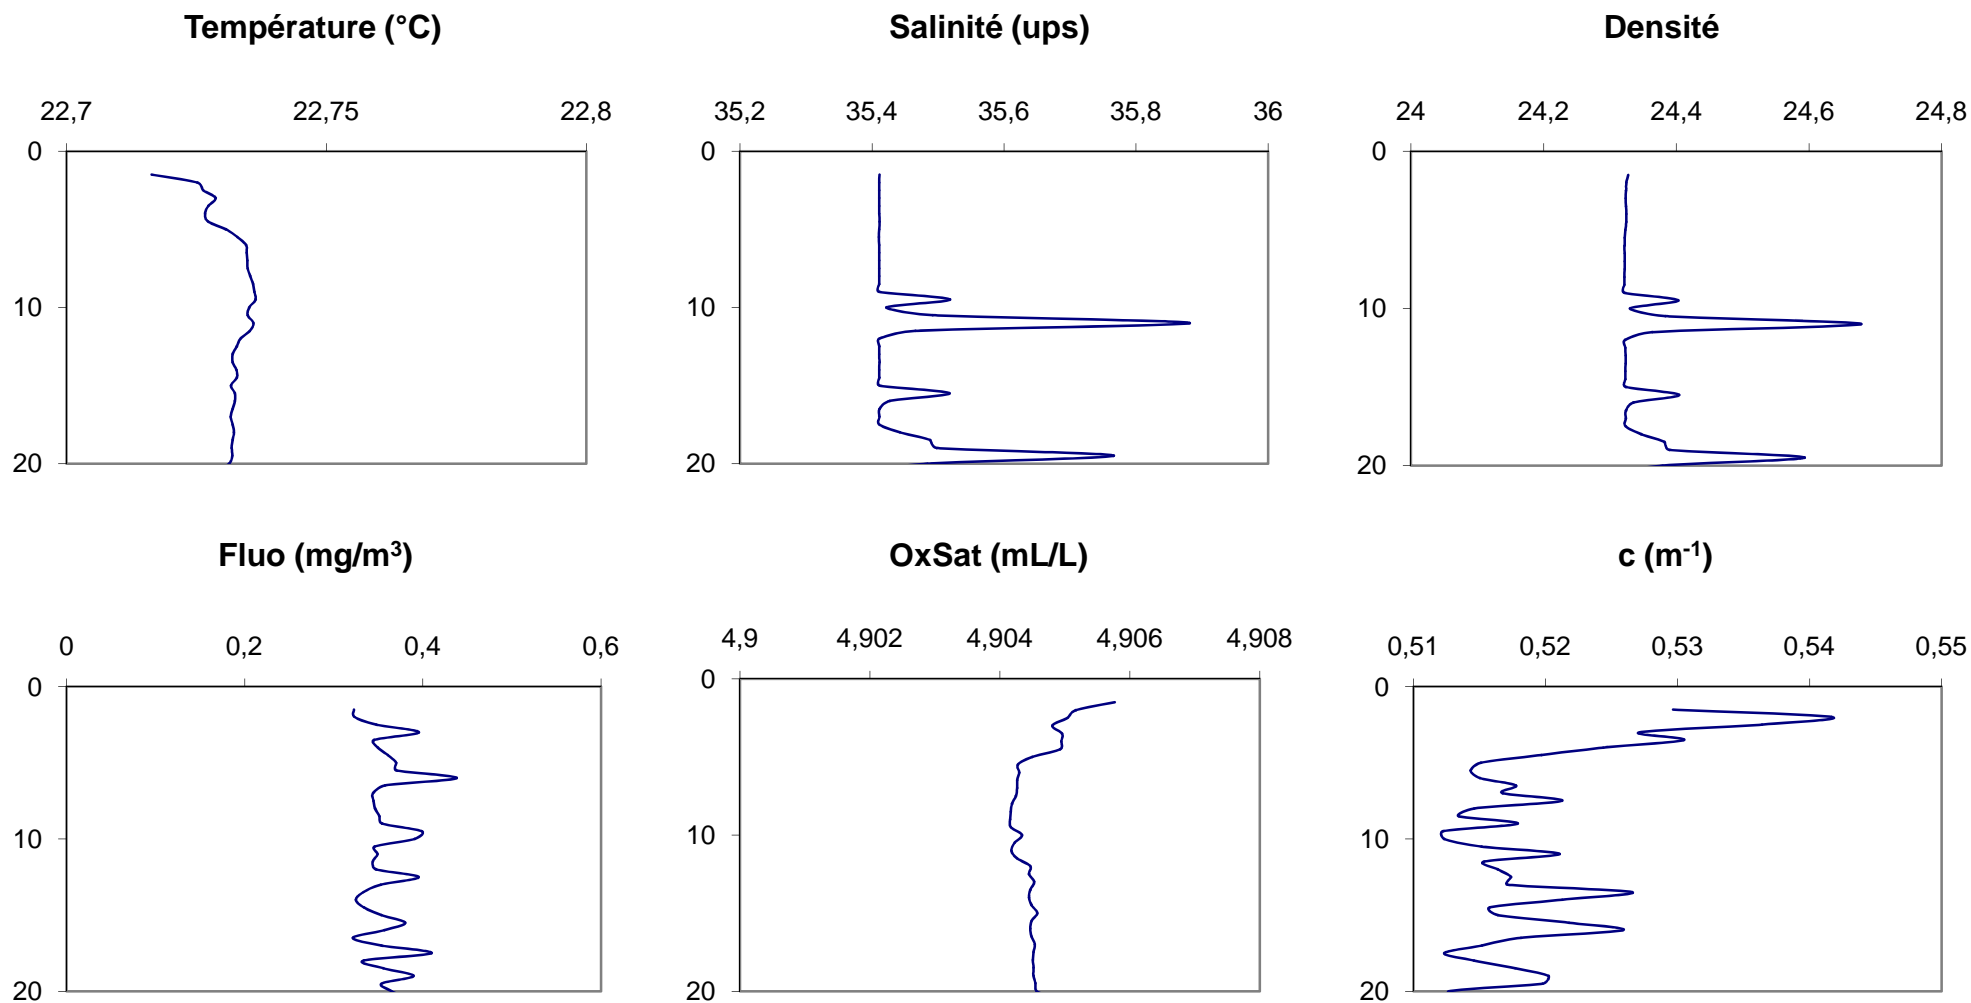 Température (°C)
22,7 22,75 22,8
0
10
20
Salinité (ups)
35,2 35,4 35,6 35,8 36
0
10
20
Densité
24 24,2 24,4 24,6 24,8
0
10
20
Fluo (mg/m³)
0 0,2 0,4 0,6
0
10
20
OxSat (mL/L)
4,9 4,902 4,904 4,906 4,908
0
10
20
c (m⁻¹)
0,51 0,52 0,53 0,54 0,55
0
10
20